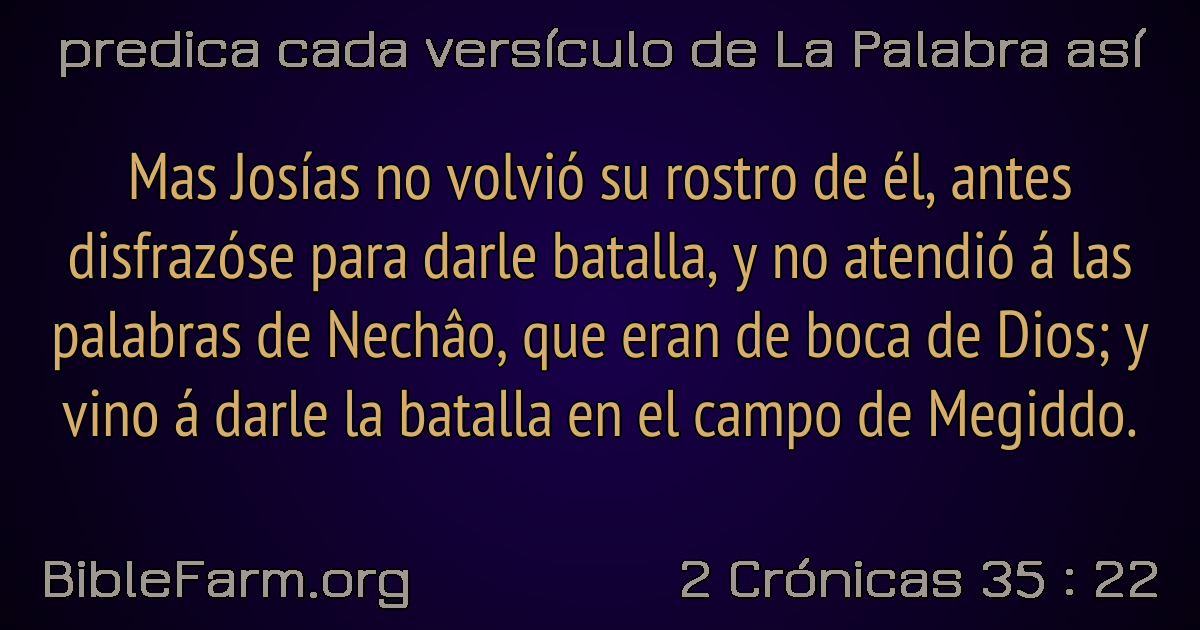 predica cada versículo de La Palabra así
Mas Josías no volvió su rostro de él, antes
disfrazóse para darle batalla, y no atendió á las
palabras de Nechâo, que eran de boca de Dios; y
vino á darle la batalla en el campo de Megiddo.
BibleFarm.org
2 Crónicas 35 : 22